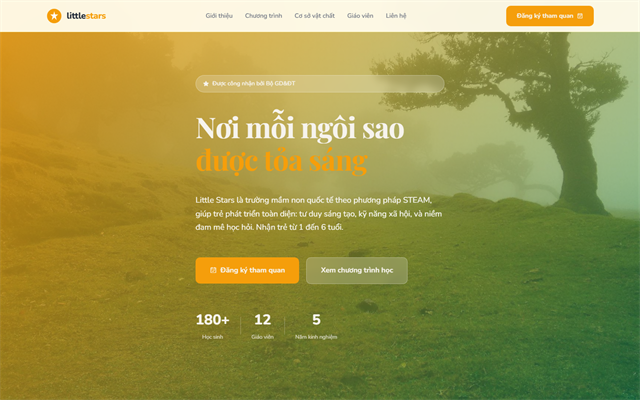 littlestars
Giới thiệu
Chương trình
Cơ sở vật chất
Giáo viên
Liên hệ
Đăng ký tham quan
Được công nhận bởi Bộ GD&ĐT
Nơi mỗi ngôi sao
được tỏa sáng
Little Stars là trường mầm non quốc tế theo phương pháp STEAM,
giúp trẻ phát triển toàn diện: tư duy sáng tạo, kỹ năng xã hội, và niềm
đam mê học hỏi. Nhận trẻ từ 1 đến 6 tuổi.
Đăng ký tham quan
Xem chương trình học
180+
Học sinh
12
Giáo viên
5
Năm kinh nghiệm